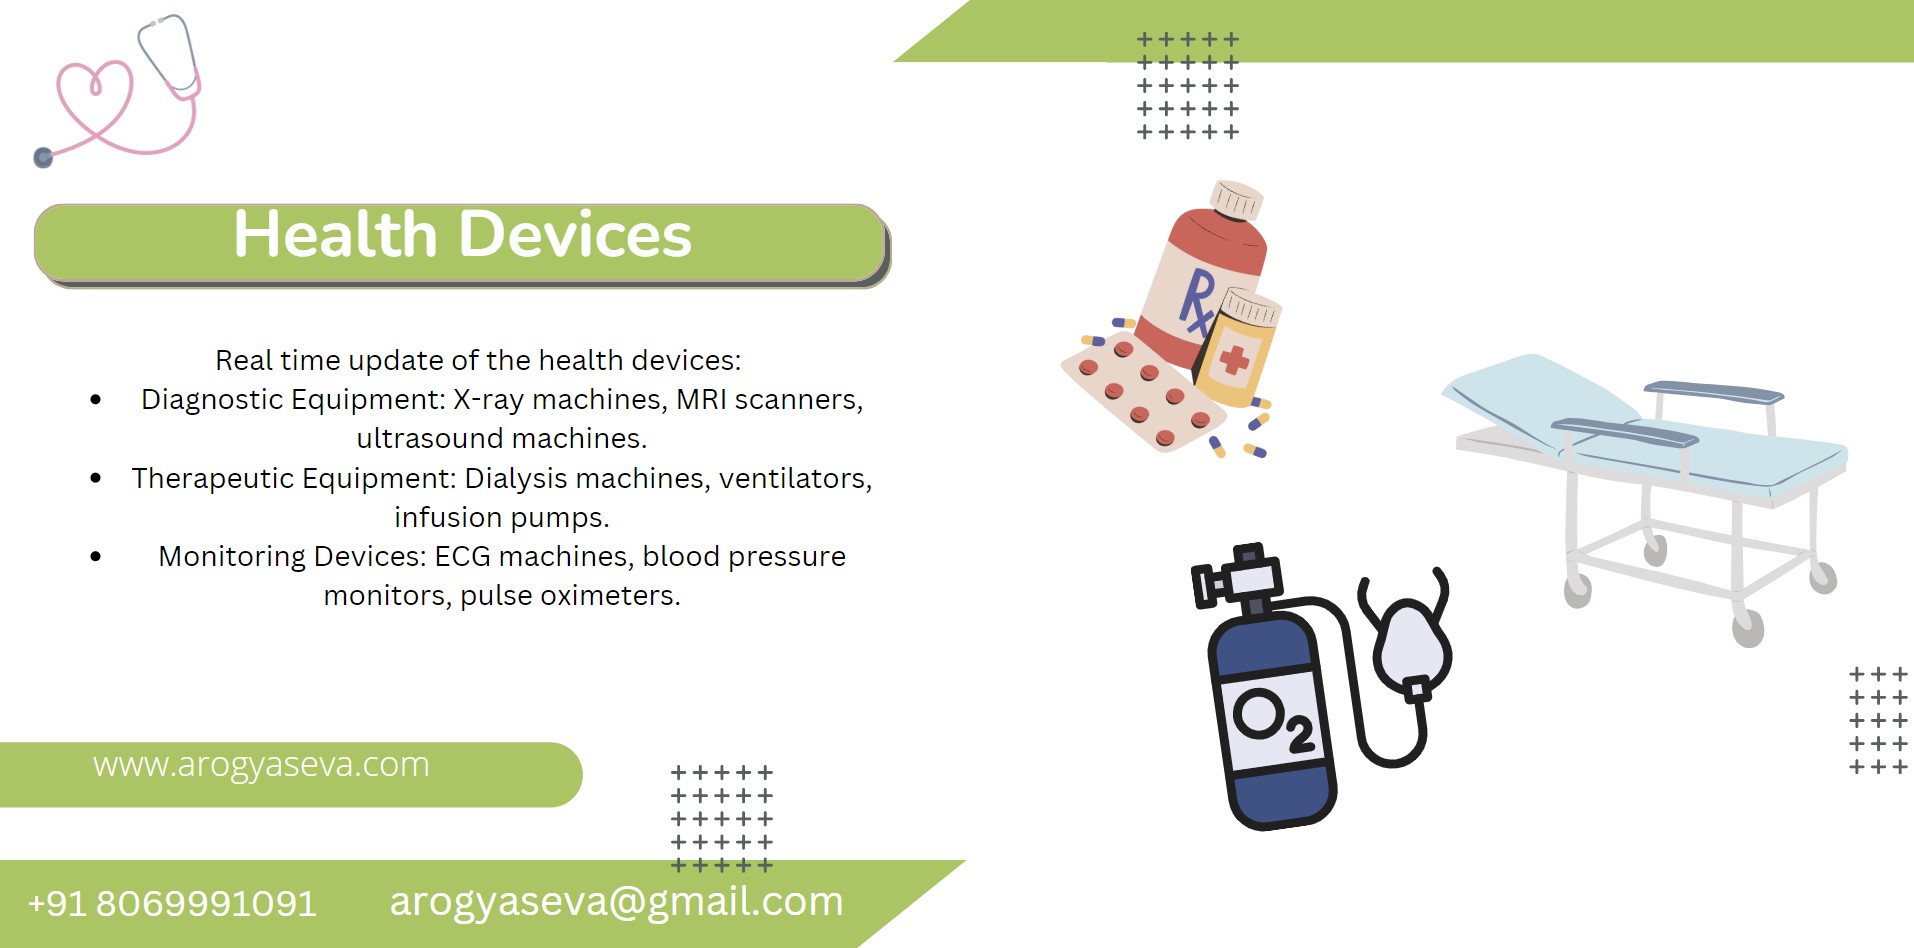 Health Devices
Real time update of the health devices:
• Diagnostic Equipment: X-ray machines, MRI scanners,
ultrasound machines.
• Therapeutic Equipment: Dialysis machines, ventilators,
infusion pumps.
• Monitoring Devices: ECG machines, blood pressure
monitors, pulse oximeters.
www.arogyaseva.com
+91 8069991091
arogyaseva@gmail.com
Rx
O2